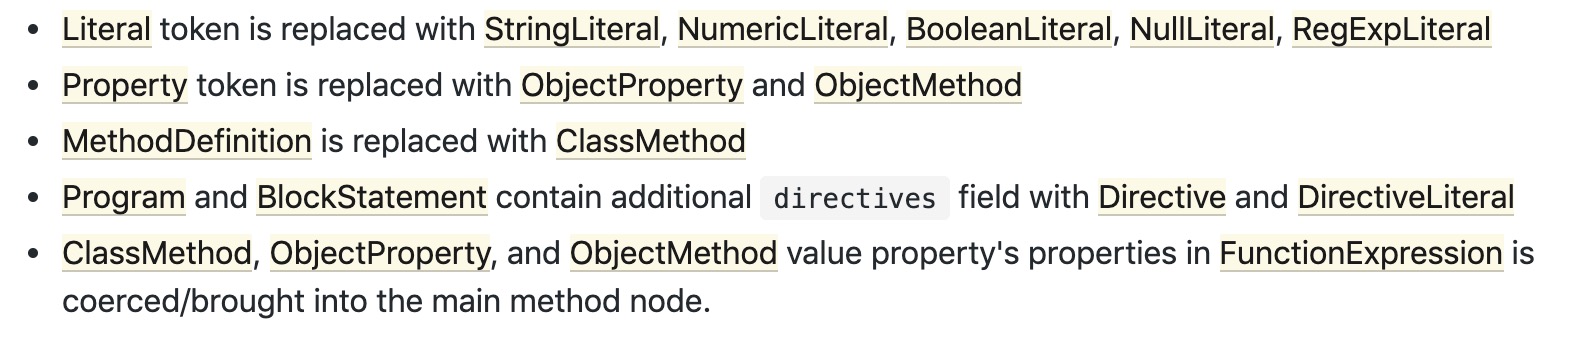 • Literal token is replaced with StringLiteral, NumericLiteral, BooleanLiteral, NullLiteral, RegExpLiteral
• Property token is replaced with ObjectProperty and ObjectMethod
• MethodDefinition is replaced with ClassMethod
• Program and BlockStatement contain additional directives field with Directive and DirectiveLiteral
• ClassMethod, ObjectProperty, and ObjectMethod value property's properties in FunctionExpression is
coerced/brought into the main method node.